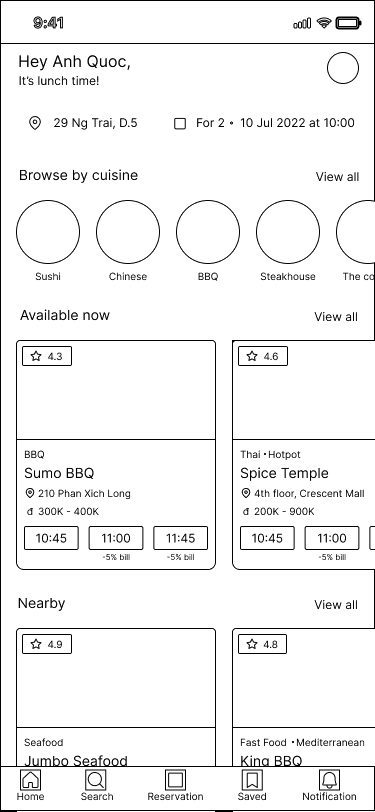 9:41
Hey Anh Quoc,
It's lunch time!
29 Ng Trai, D.5
For 2 • 10 Jul 2022 at 10:00
Browse by cuisine
View all
Sushi
Chinese
BBQ
Steakhouse
The co
Available now
View all
4.3
BBQ
Sumo BBQ
210 Phan Xich Long
đ 300K - 400K
10:45 11:00 11:45
-5% bill -5% bill
4.6
Thai •Hotpot
Spice Temple
4th floor, Crescent Mall
đ 200K - 900K
10:45 11:00
-5% bill
Nearby
View all
4.9
Seafood
Jumbo Seafood
4.8
Fast Food •Mediterranean
King BBQ
Home
Search
Reservation
Saved
Notification